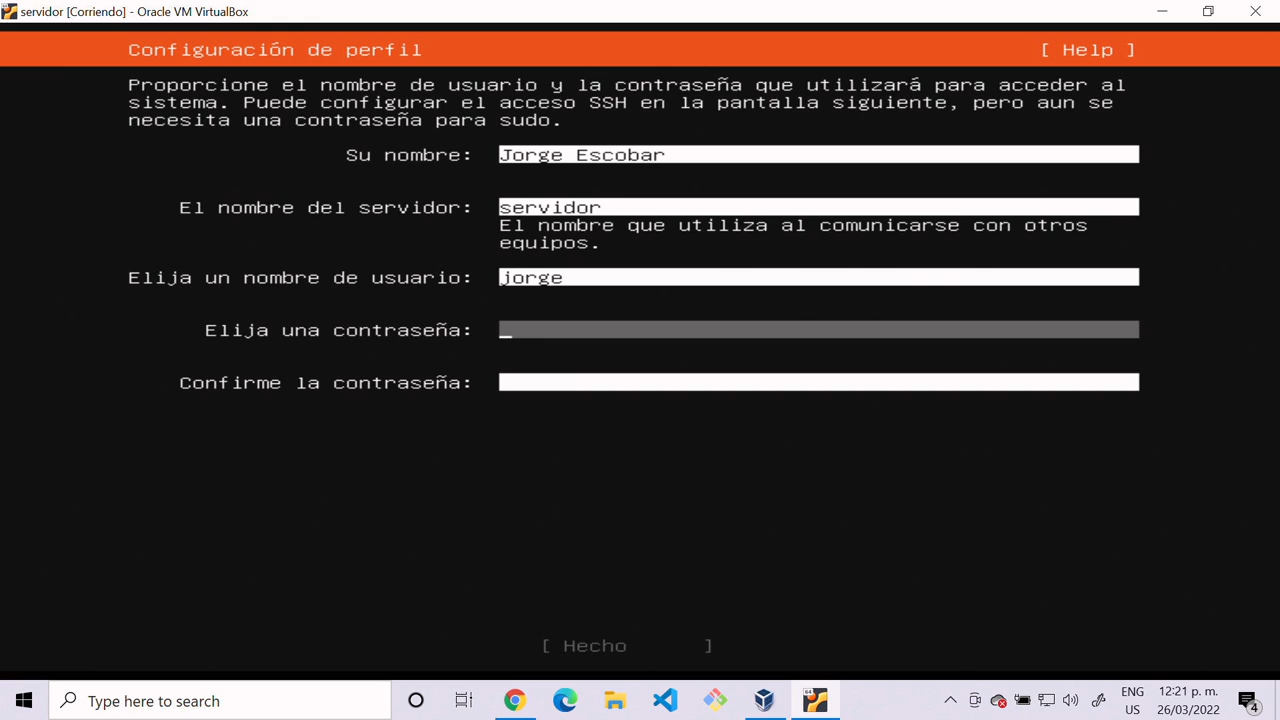 servidor [Corriendo] - Oracle VM VirtualBox
Configuración de perfil [ Help ]
Proporcione el nombre de usuario y la contraseña que utilizará para acceder al
sistema. Puede configurar el acceso SSH en la pantalla siguiente, pero aun se
necesita una contraseña para sudo.
Su nombre: Jorge Escobar
El nombre del servidor: servidor
El nombre que utiliza al comunicarse con otros
equipos.
Elija un nombre de usuario: jorge
Elija una contraseña: _
Confirme la contraseña:
[ Hecho ]
Type here to search
ENG
US
12:21 p. m.
26/03/2022
4